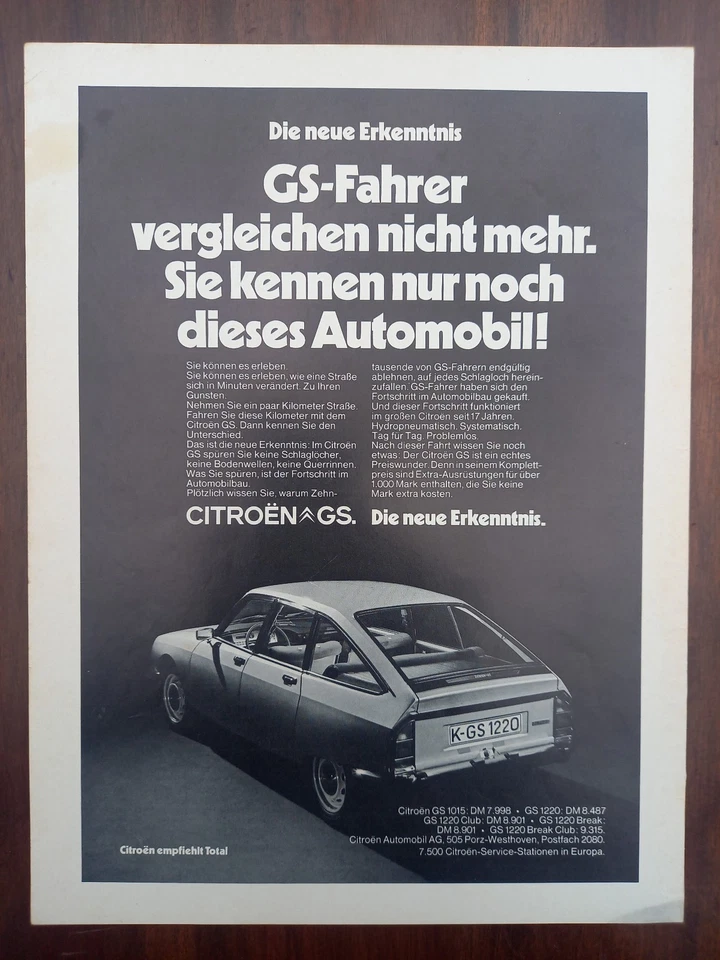 Die neue Erkenntnis
GS-Fahrer
vergleichen nicht mehr.
Sie kennen nur noch
dieses Automobil!
Sie können es erleben.
Sie können es erleben, wie eine Straße
sich in Minuten verändert. Zu Ihren
Gunsten.
Nehmen Sie ein paar Kilometer Straße.
Fahren Sie diese Kilometer mit dem
Citroën GS. Dann kennen Sie den
Unterschied.
Das ist die neue Erkenntnis: Im Citroën
GS spüren Sie keine Schlaglöcher,
keine Bodenwellen, keine Querrinnen.
Was Sie spüren, ist der Fortschritt im
Automobilbau.
Plötzlich wissen Sie, warum Zehn-
tausende von GS-Fahrern endgültig
ablehnen, auf jedes Schlagloch herein-
zufallen. GS-Fahrer haben sich den
Fortschritt im Automobilbau gekauft.
Und dieser Fortschritt funktioniert
im großen Citroën seit 17 Jahren.
Hydropneumatisch. Systematisch.
Tag für Tag. Problemlos.
Nach dieser Fahrt wissen Sie noch
etwas: Der Citroën GS ist ein echtes
Preiswunder. Denn in seinem Komplett-
preis sind Extra-Ausrüstungen für über
1.000 Mark enthalten, die Sie keine
Mark extra kosten.
CITROËN GS. Die neue Erkenntnis.
K-GS 1220
Citroën GS 1015: DM 7.998 • GS 1220: DM 8.487
GS 1220 Club: DM 8.901 • GS 1220 Break:
DM 8.901 • GS 1220 Break Club: 9.315.
Citroën Automobil AG, 505 Porz-Westhoven, Postfach 2080.
7.500 Citroën-Service-Stationen in Europa.
Citroën empfiehlt Total